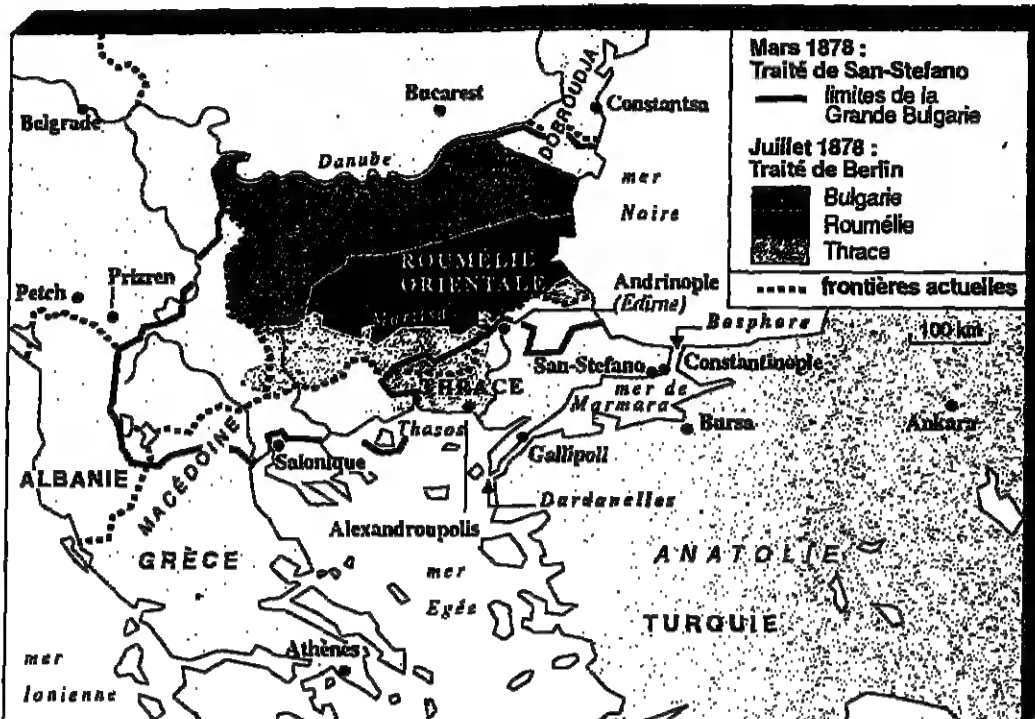 Mars 1878 :
Traité de San-Stefano
limites de la
Grande Bulgarie
Juillet 1878 :
Traité de Berlin
Bulgarie
Roumélie
Thrace
frontières actuelles
100 km
Belgrade
Bucarest
DOBROUDJA
Constantsa
Danube
mer
Noire
ROUMÉLIE
ORIENTALE
Maritsa
Andrinople
(Edirne)
Petch
Prizren
Bosphore
San-Stefano
Constantinople
mer de
Marmara
THRACE
Bursa
Ankara
Thasos
Gallipoli
Salonique
ALBANIE
MACÉDOINE
Dardanelles
Alexandroupolis
GRÈCE
mer
Egée
ANATOLIE
TURQUIE
Athènes
mer
Ionienne